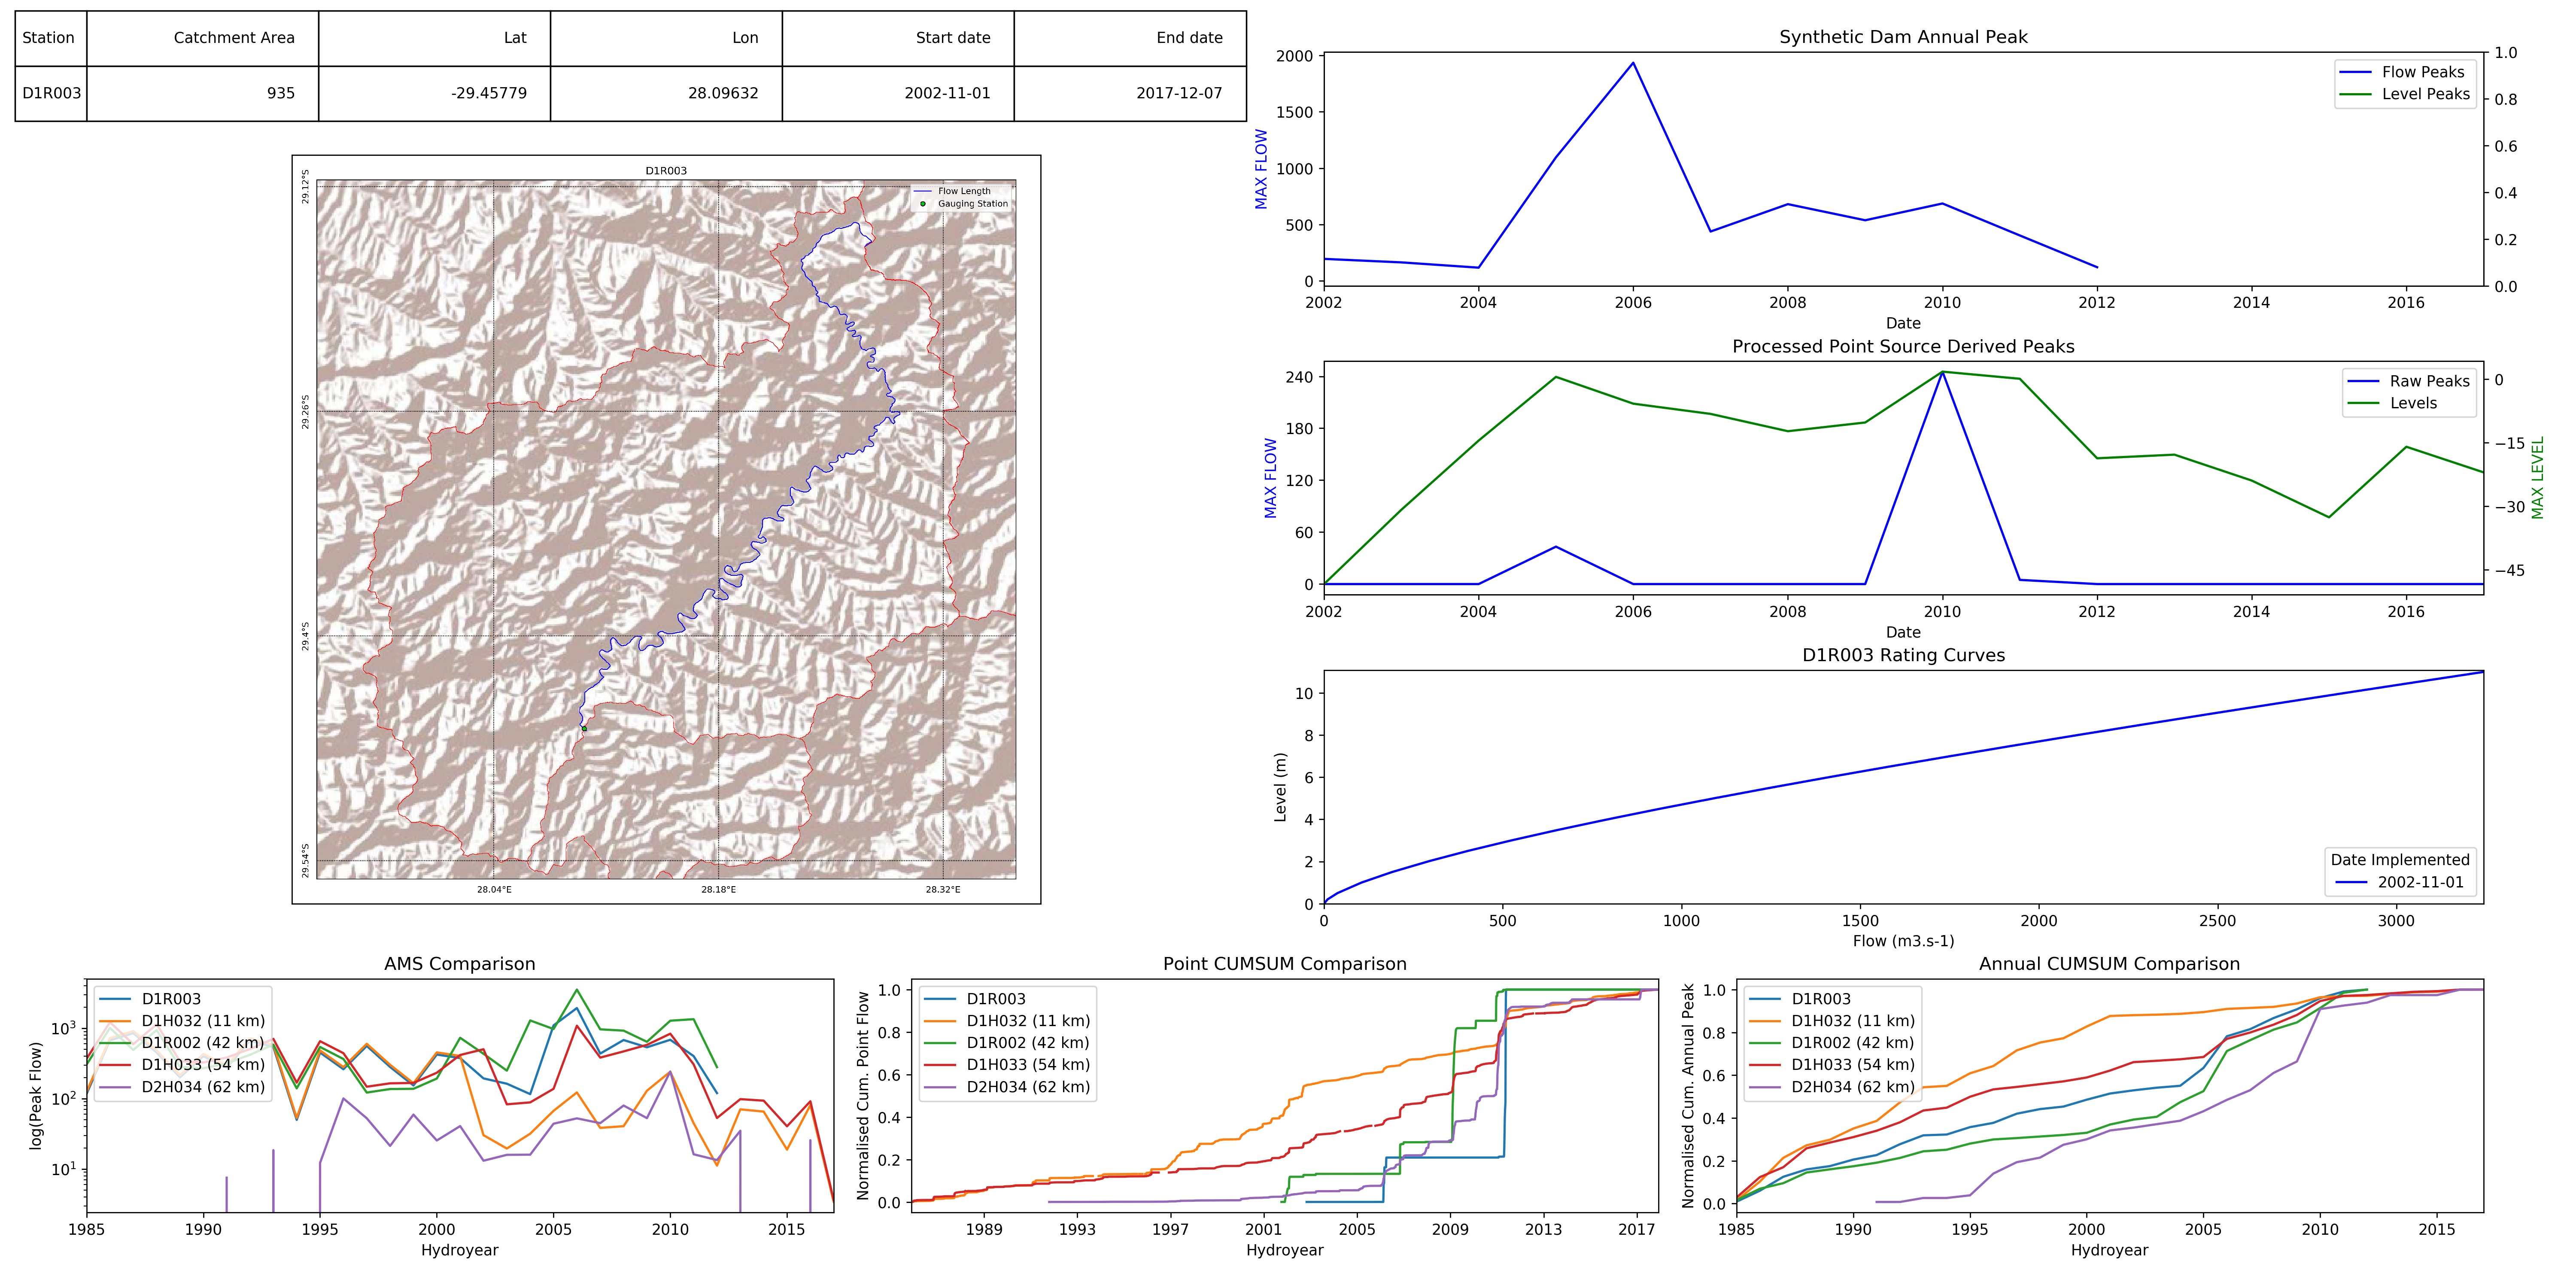 Station Catchment Area Lat Lon Start date End date
D1R003 935 -29.45779 28.09632 2002-11-01 2017-12-07
D1R003
Flow Length
Gauging Station
29.12°S
29.26°S
29.4°S
29.54°S
28.04°E 28.18°E 28.32°E
Synthetic Dam Annual Peak
Flow Peaks
Level Peaks
MAX FLOW
2000
1500
1000
500
0
1.0
0.8
0.6
0.4
0.2
0.0
2002 2004 2006 2008 2010 2012 2014 2016
Date
Processed Point Source Derived Peaks
Raw Peaks
Levels
MAX FLOW
240
180
120
60
0
0
−15
−30
−45
MAX LEVEL
2002 2004 2006 2008 2010 2012 2014 2016
Date
D1R003 Rating Curves
Level (m)
10
8
6
4
2
0
Date Implemented
2002-11-01
0 500 1000 1500 2000 2500 3000
Flow (m3.s-1)
AMS Comparison
D1R003
D1H032 (11 km)
D1R002 (42 km)
D1H033 (54 km)
D2H034 (62 km)
log(Peak Flow)
10³
10²
10¹
1985 1990 1995 2000 2005 2010 2015
Hydroyear
Point CUMSUM Comparison
D1R003
D1H032 (11 km)
D1R002 (42 km)
D1H033 (54 km)
D2H034 (62 km)
Normalised Cum. Point Flow
1.0
0.8
0.6
0.4
0.2
0.0
1989 1993 1997 2001 2005 2009 2013 2017
Hydroyear
Annual CUMSUM Comparison
D1R003
D1H032 (11 km)
D1R002 (42 km)
D1H033 (54 km)
D2H034 (62 km)
Normalised Cum. Annual Peak
1.0
0.8
0.6
0.4
0.2
0.0
1985 1990 1995 2000 2005 2010 2015
Hydroyear